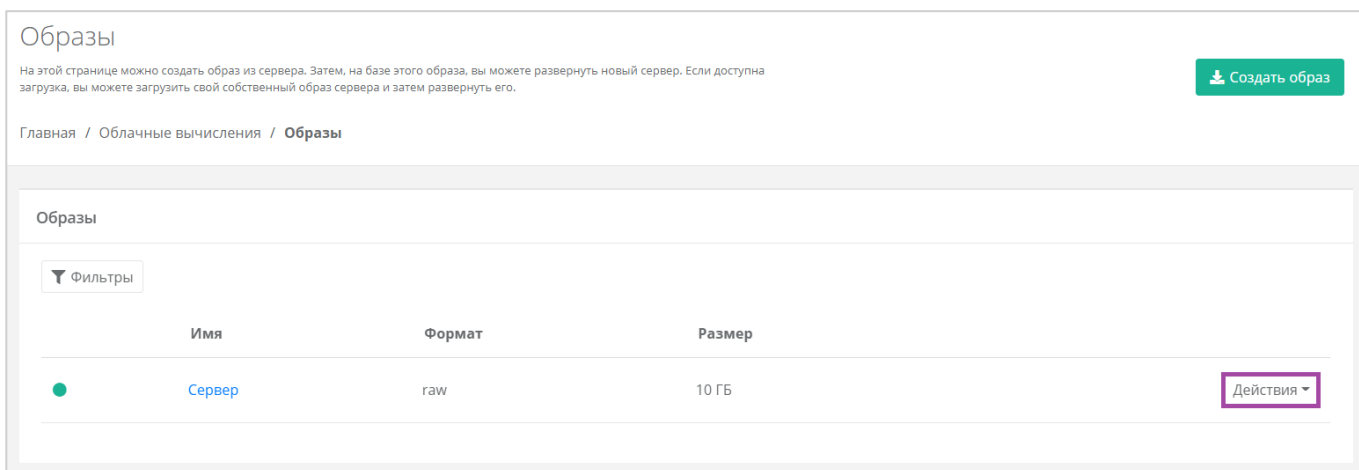 Образы
На этой странице можно создать образ из сервера. Затем, на базе этого образа, вы можете развернуть новый сервер. Если доступна
загрузка, вы можете загрузить свой собственный образ сервера и затем развернуть его.
Создать образ
Главная / Облачные вычисления / Образы
Образы
Фильтры
Имя Формат Размер
Сервер raw 10 ГБ Действия